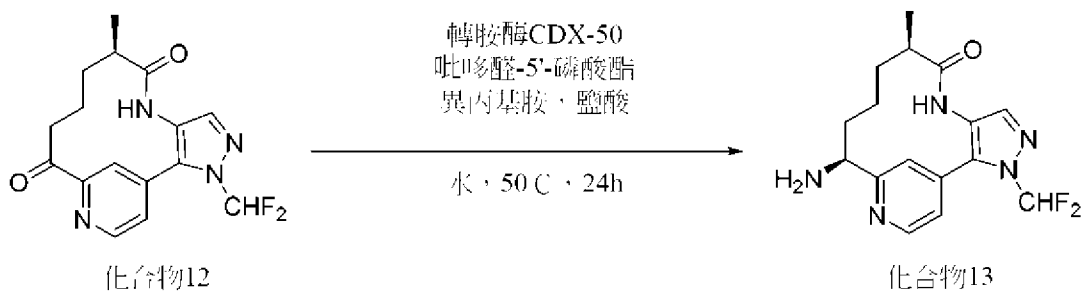 轉胺酶CDX-50
吡哆醛-5'-磷酸酯
異丙基胺，鹽酸
水，50 C，24h
O
HN
N
N
CHF2
O
N
化合物12
O
HN
N
N
CHF2
H2N
N
化合物13